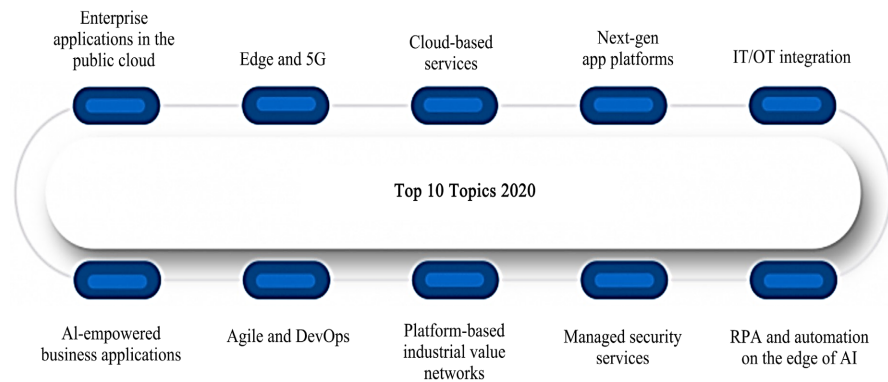 Enterprise
applications in the
public cloud
Edge and 5G
Cloud-based
services
Next-gen
app platforms
IT/OT integration
Top 10 Topics 2020
AI-empowered
business applications
Agile and DevOps
Platform-based
industrial value
networks
Managed security
services
RPA and automation
on the edge of AI